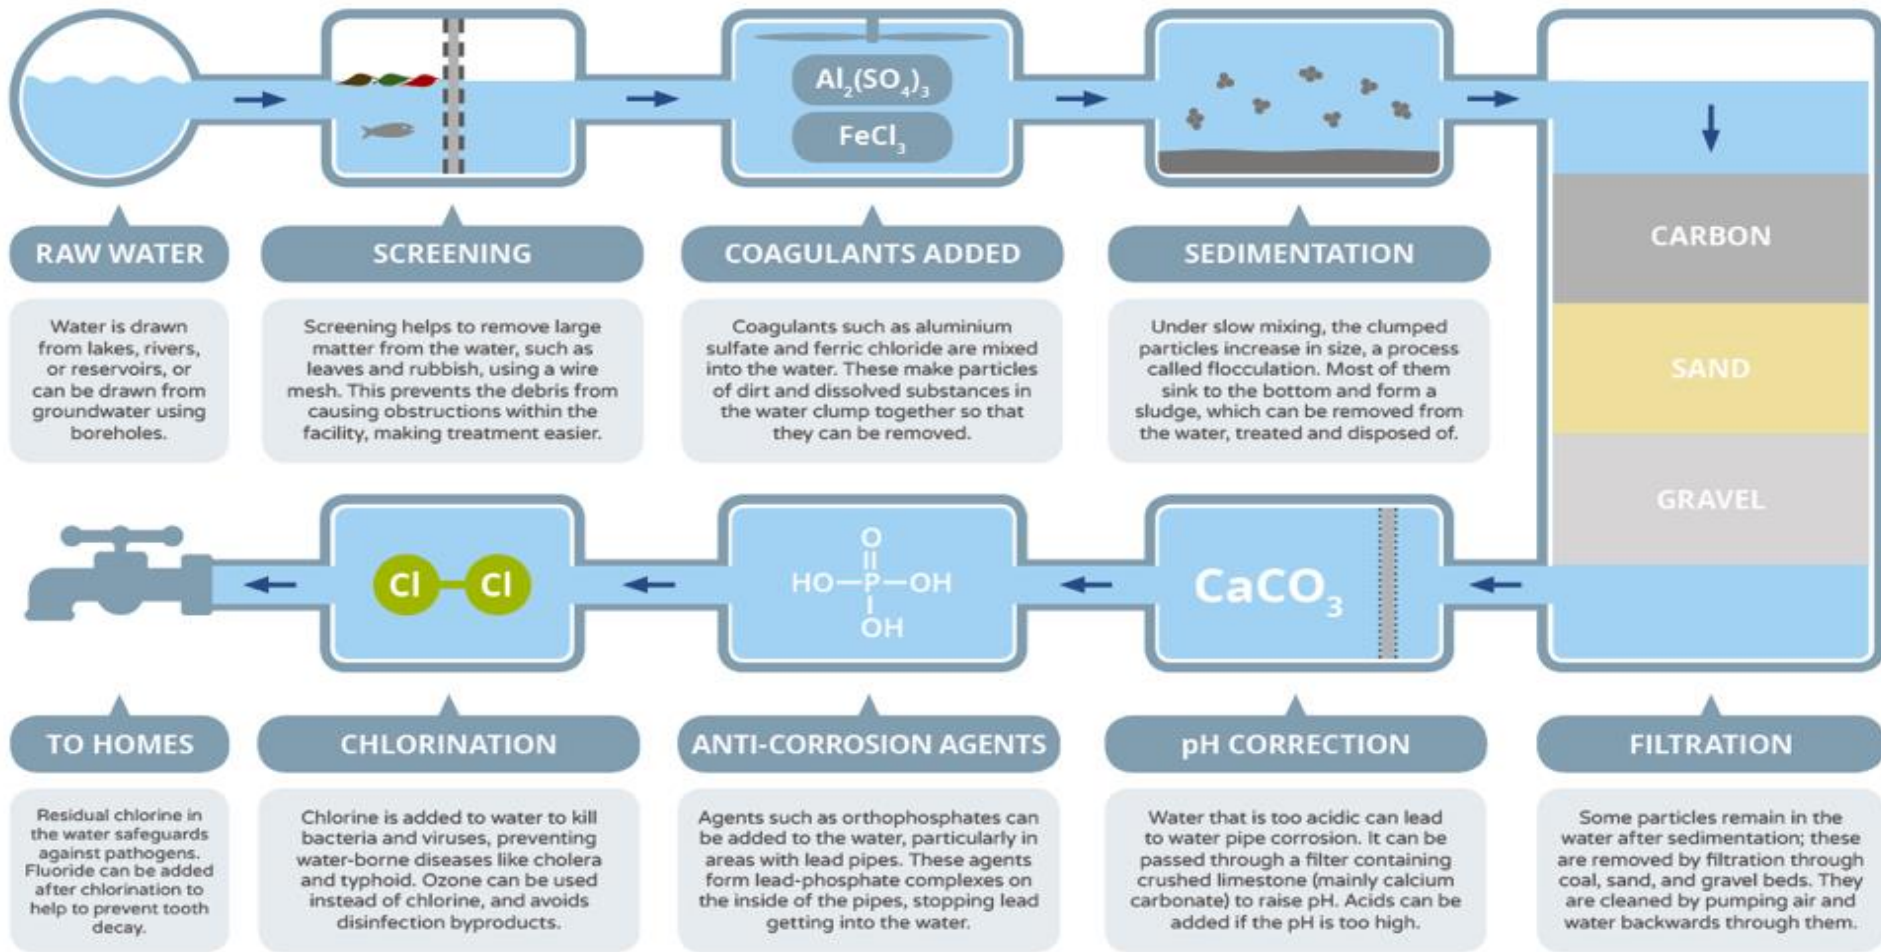 Al₂(SO₄)₃
FeCl₃
CARBON
SAND
GRAVEL
RAW WATER
Water is drawn
from lakes, rivers,
or reservoirs, or
can be drawn from
groundwater using
boreholes.
SCREENING
Screening helps to remove large
matter from the water, such as
leaves and rubbish, using a wire
mesh. This prevents the debris from
causing obstructions within the
facility, making treatment easier.
COAGULANTS ADDED
Coagulants such as aluminium
sulfate and ferric chloride are mixed
into the water. These make particles
of dirt and dissolved substances in
the water clump together so that
they can be removed.
SEDIMENTATION
Under slow mixing, the clumped
particles increase in size, a process
called flocculation. Most of them
sink to the bottom and form a
sludge, which can be removed from
the water, treated and disposed of.
Cl Cl
O
HO P OH
OH
CaCO₃
TO HOMES
Residual chlorine in
the water safeguards
against pathogens.
Fluoride can be added
after chlorination to
help to prevent tooth
decay.
CHLORINATION
Chlorine is added to water to kill
bacteria and viruses, preventing
water-borne diseases like cholera
and typhoid. Ozone can be used
instead of chlorine, and avoids
disinfection byproducts.
ANTI-CORROSION AGENTS
Agents such as orthophosphates can
be added to the water, particularly in
areas with lead pipes. These agents
form lead-phosphate complexes on
the inside of the pipes, stopping lead
getting into the water.
pH CORRECTION
Water that is too acidic can lead
to water pipe corrosion. It can be
passed through a filter containing
crushed limestone (mainly calcium
carbonate) to raise pH. Acids can be
added if the pH is too high.
FILTRATION
Some particles remain in the
water after sedimentation; these
are removed by filtration through
coal, sand, and gravel beds. They
are cleaned by pumping air and
water backwards through them.